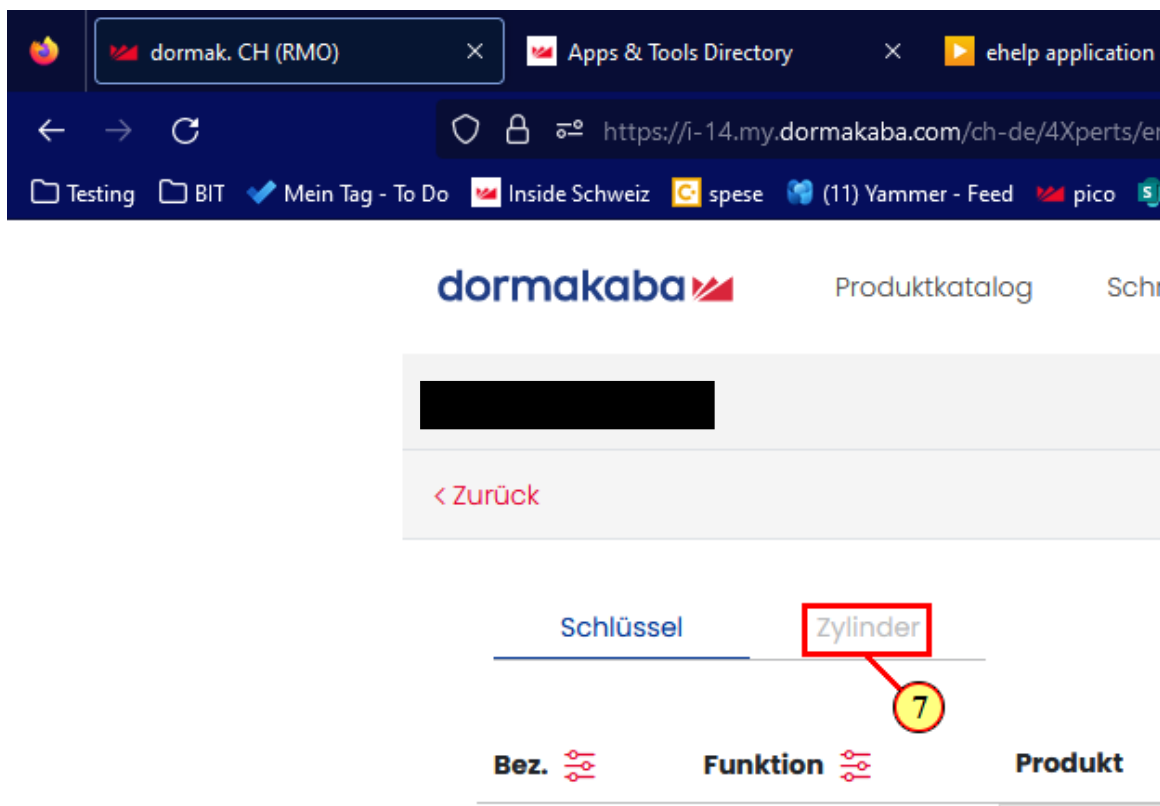 dormak. CH (RMO) Apps & Tools Directory ehelp application
https://i-14.my.dormakaba.com/ch-de/4Xperts/er
Testing BIT Mein Tag - To Do Inside Schweiz spese (11) Yammer - Feed pico
dormakaba Produktkatalog Schr
< Zurück
Schlüssel Zylinder
7
Bez. Funktion Produkt